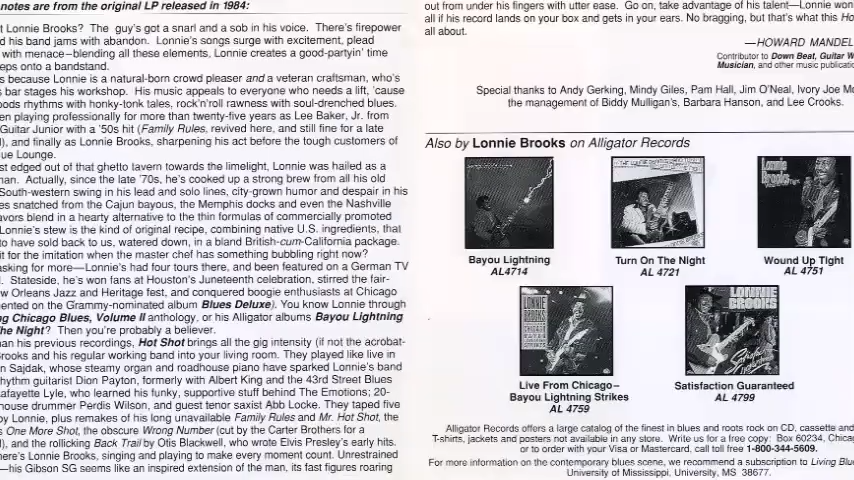 notes are from the original LP released in 1984:
t Lonnie Brooks? The guy's got a snarl and a sob in his voice. There's firepower
d his band jams with abandon. Lonnie's songs surge with excitement, plead
with menace–blending all these elements, Lonnie creates a good-partyin' time
eps onto a bandstand.
s because Lonnie is a natural-born crowd pleaser and a veteran craftsman, who's
s bar stages his workshop. His music appeals to everyone who needs a lift, 'cause
oods rhythms with honky-tonk tales, rock'n'roll rawness with soul-drenched blues.
en playing professionally for more than twenty-five years as Lee Baker, Jr. from
Guitar Junior with a '50s hit (Family Rules, revived here, and still fine for a late
), and finally as Lonnie Brooks, sharpening his act before the tough customers of
ue Lounge.
st edged out of that ghetto tavern towards the limelight, Lonnie was hailed as a
man. Actually, since the late '70s, he's cooked up a strong brew from all his old
South-western swing in his lead and solo lines, city-grown humor and despair in his
es snatched from the Cajun bayous, the Memphis docks and even the Nashville
avors blend in a hearty alternative to the thin formulas of commercially promoted
Lonnie's stew is the kind of original recipe, combining native U.S. ingredients, that
to have sold back to us, watered down, in a bland British-cum-California package.
it for the imitation when the master chef has something bubbling right now?
asking for more—Lonnie's had four tours there, and been featured on a German TV
l. Stateside, he's won fans at Houston's Juneteenth celebration, stirred the fair-
w Orleans Jazz and Heritage fest, and conquered boogie enthusiasts at Chicago
ented on the Grammy-nominated album Blues Deluxe). You know Lonnie through
ng Chicago Blues, Volume II anthology, or his Alligator albums Bayou Lightning
he Night? Then you're probably a believer.
han his previous recordings, Hot Shot brings all the gig intensity (if not the acrobat-
Brooks and his regular working band into your living room. They played like live in
n Sajdak, whose steamy organ and roadhouse piano have sparked Lonnie's band
hythm guitarist Dion Payton, formerly with Albert King and the 43rd Street Blues
afayette Lyle, who learned his funky, supportive stuff behind The Emotions; 20-
house drummer Perdis Wilson, and guest tenor saxist Abb Locke. They taped five
by Lonnie, plus remakes of his long unavailable Family Rules and Mr. Hot Shot, the
s One More Shot, the obscure Wrong Number (cut by the Carter Brothers for a
), and the rollicking Back Trail by Otis Blackwell, who wrote Elvis Presley's early hits.
here's Lonnie Brooks, singing and playing to make every moment count. Unrestrained
—his Gibson SG seems like an inspired extension of the man, its fast figures roaring
out from under his fingers with utter ease. Go on, take advantage of his talent—Lonnie won
all if his record lands on your box and gets in your ears. No bragging, but that's what this Ho
all about.
—HOWARD MANDEL
Contributor to Down Beat, Guitar W
Musician, and other music publicatio
Special thanks to Andy Gerking, Mindy Giles, Pam Hall, Jim O'Neal, Ivory Joe M
the management of Biddy Mulligan's, Barbara Hanson, and Lee Crooks.
Also by Lonnie Brooks on Alligator Records
Bayou Lightning
AL4714
Turn On The Night
AL 4721
Lonnie
Brooks
Wound Up Tight
AL 4751
LONNIE
BROOKS
Live From Chicago–
Bayou Lightning Strikes
AL 4759
LONNIE
BROOKS
Satisfaction Guaranteed
AL 4799
Alligator Records offers a large catalog of the finest in blues and roots rock on CD, cassette and
T-shirts, jackets and posters not available in any store. Write us for a free copy: Box 60234, Chicag
or to order with your Visa or Mastercard, call toll free 1-800-344-5609.
For more information on the contemporary blues scene, we recommend a subscription to Living Blue
University of Mississippi, University, MS 38677.